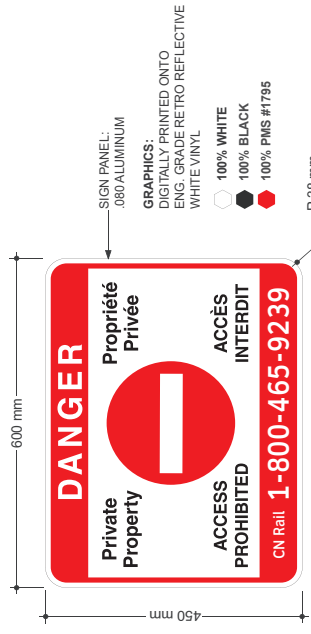 600 mm
450 mm
DANGER
Private
Property
Propriété
Privée
ACCESS
PROHIBITED
ACCÈS
INTERDIT
CN Rail 1-800-465-9239
SIGN PANEL:
.080 ALUMINUM
GRAPHICS:
DIGITALLY PRINTED ONTO
ENG. GRADE RETRO REFLECTIVE
WHITE VINYL
100% WHITE
100% BLACK
100% PMS #1795